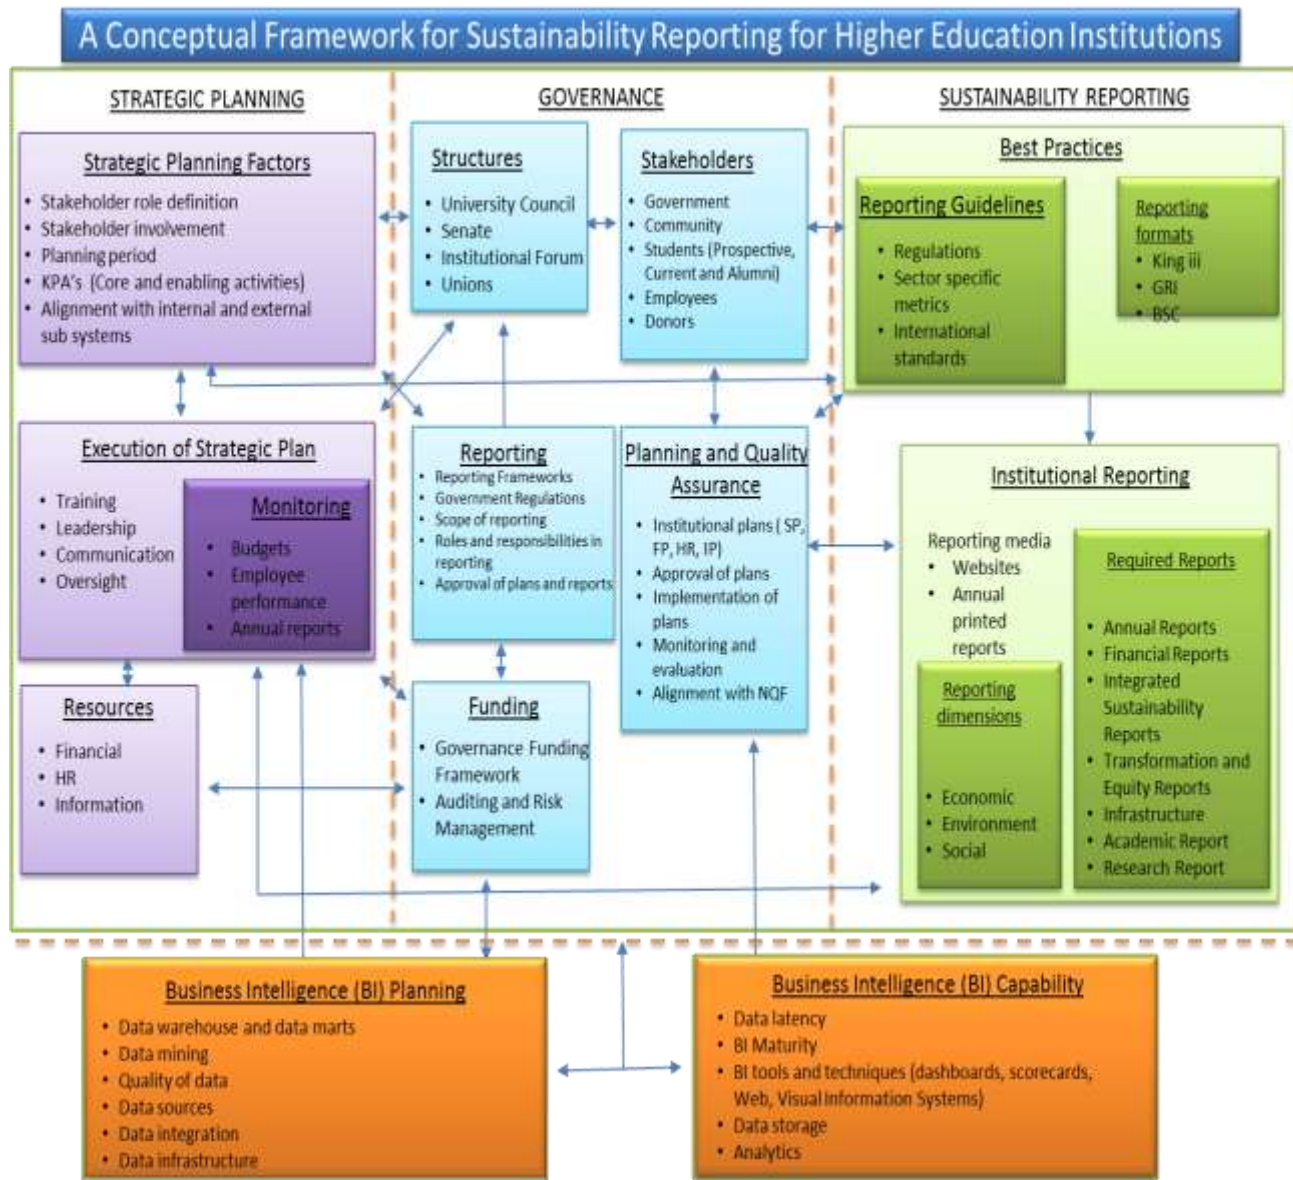 A Conceptual Framework for Sustainability Reporting for Higher Education Institutions
STRATEGIC PLANNING
Strategic Planning Factors
• Stakeholder role definition
• Stakeholder involvement
• Planning period
• KPA's (Core and enabling activities)
• Alignment with internal and external
sub systems
Execution of Strategic Plan
• Training
• Leadership
• Communication
• Oversight
Monitoring
• Budgets
• Employee
performance
• Annual reports
Resources
• Financial
• HR
• Information
GOVERNANCE
Structures
• University Council
• Senate
• Institutional Forum
• Unions
Stakeholders
• Government
• Community
• Students (Prospective,
Current and Alumni)
• Employees
• Donors
Reporting
• Reporting Frameworks
• Government Regulations
• Scope of reporting
• Roles and responsibilities in
reporting
• Approval of plans and reports
Planning and Quality
Assurance
• Institutional plans ( SP,
FP, HR, IP)
• Approval of plans
• Implementation of
plans
• Monitoring and
evaluation
• Alignment with NQF
Funding
• Governance Funding
Framework
• Auditing and Risk
Management
SUSTAINABILITY REPORTING
Best Practices
Reporting Guidelines
• Regulations
• Sector specific
metrics
• International
standards
Reporting
formats
• King iii
• GRI
• BSC
Institutional Reporting
Reporting media
• Websites
• Annual
printed
reports
Reporting
dimensions
• Economic
• Environment
• Social
Required Reports
• Annual Reports
• Financial Reports
• Integrated
Sustainability
Reports
• Transformation and
Equity Reports
• Infrastructure
• Academic Report
• Research Report
Business Intelligence (BI) Planning
• Data warehouse and data marts
• Data mining
• Quality of data
• Data sources
• Data integration
• Data infrastructure
Business Intelligence (BI) Capability
• Data latency
• BI Maturity
• BI tools and techniques (dashboards, scorecards,
Web, Visual Information Systems)
• Data storage
• Analytics